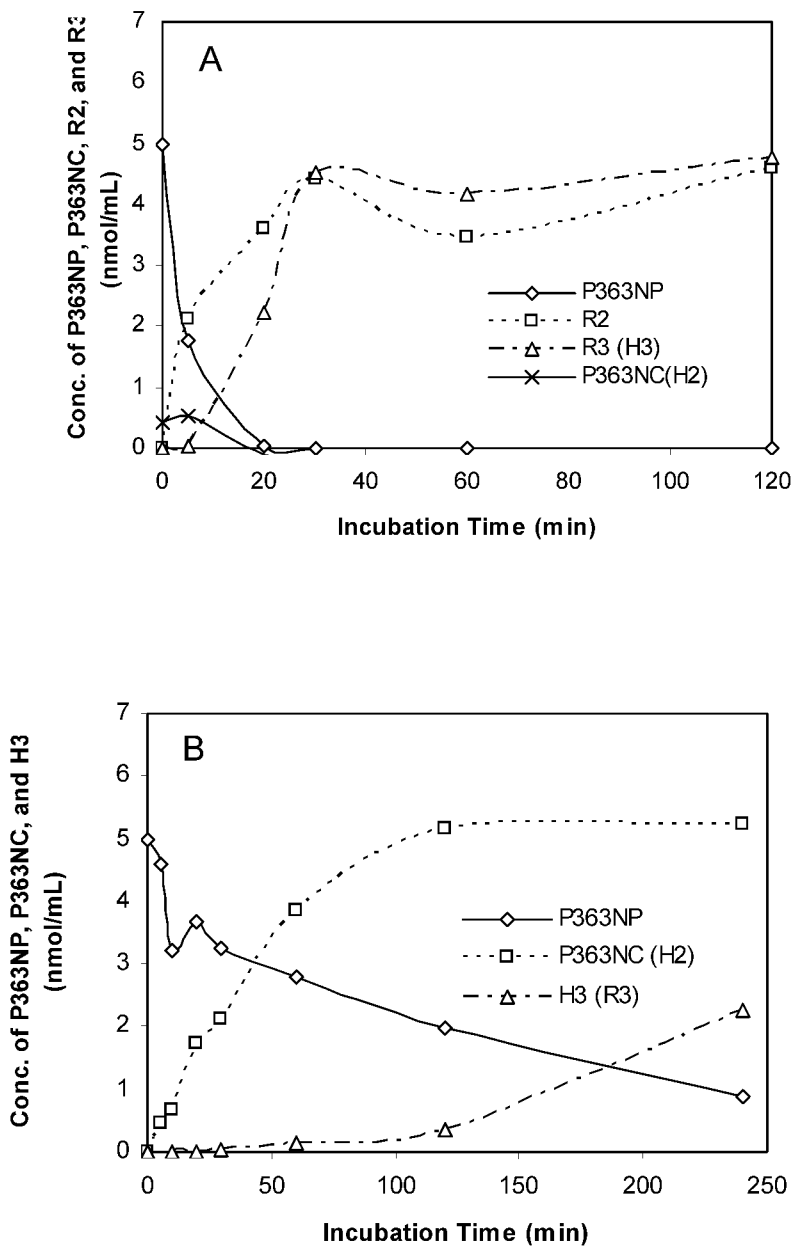 Conc. of P363NP, P363NC, R2, and R3
(nmol/mL)
A
7
6
5
4
3
2
1
0
P363NP
R2
R3 (H3)
P363NC(H2)
0 20 40 60 80 100 120
Incubation Time (min)
Conc. of P363NP, P363NC, and H3
(nmol/mL)
B
7
6
5
4
3
2
1
0
P363NP
P363NC (H2)
H3 (R3)
0 50 100 150 200 250
Incubation Time (min)